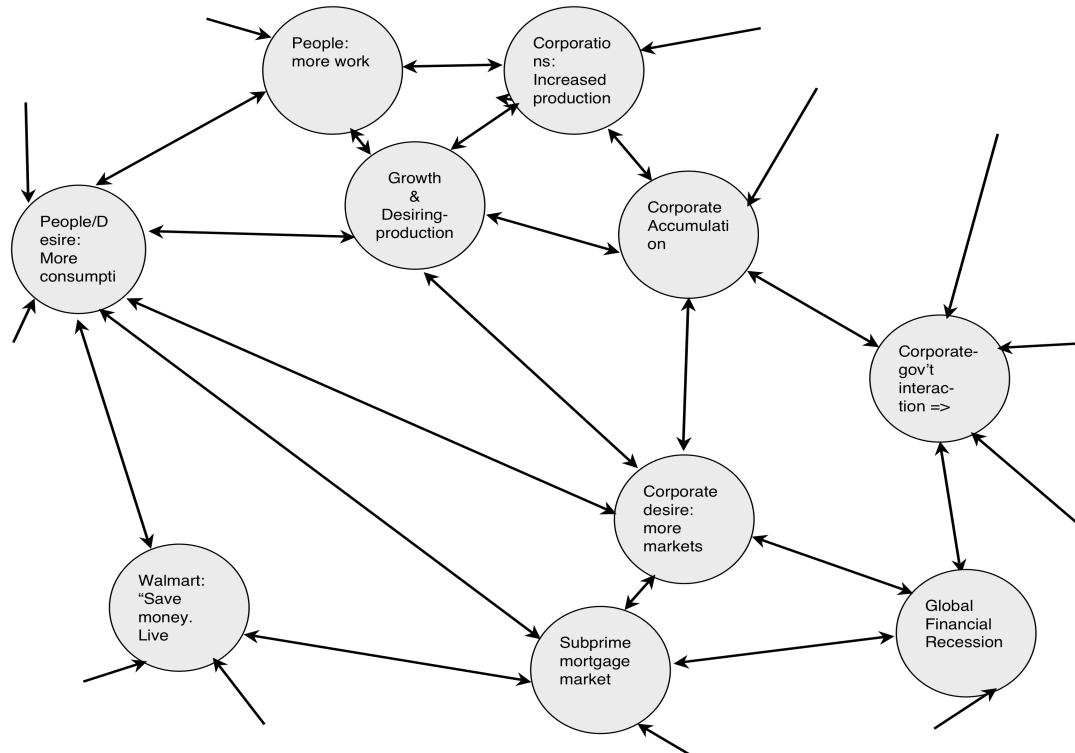 People:
more work
Corporatio
ns:
Increased
production
Growth
&
Desiring-
production
Corporate
Accumulati
on
People/D
esire:
More
consumpti
Corporate-
gov’t
interac-
tion =>
Corporate
desire:
more
markets
Walmart:
“Save
money.
Live
Subprime
mortgage
market
Global
Financial
Recession